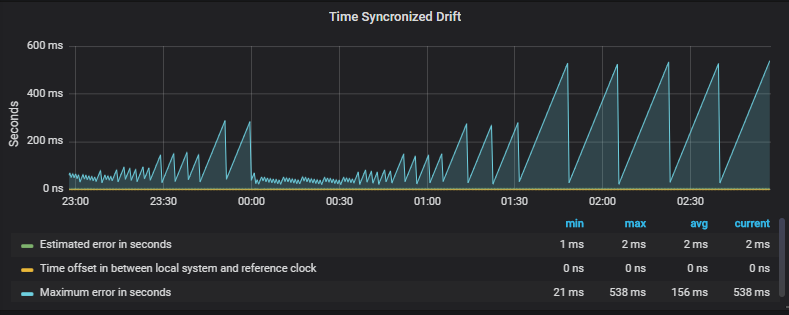 Time Syncronized Drift
Seconds
600 ms
400 ms
200 ms
0 ns
23:00 23:30 00:00 00:30 01:00 01:30 02:00 02:30
min max avg current
Estimated error in seconds 1 ms 2 ms 2 ms 2 ms
Time offset in between local system and reference clock 0 ns 0 ns 0 ns 0 ns
Maximum error in seconds 21 ms 538 ms 156 ms 538 ms